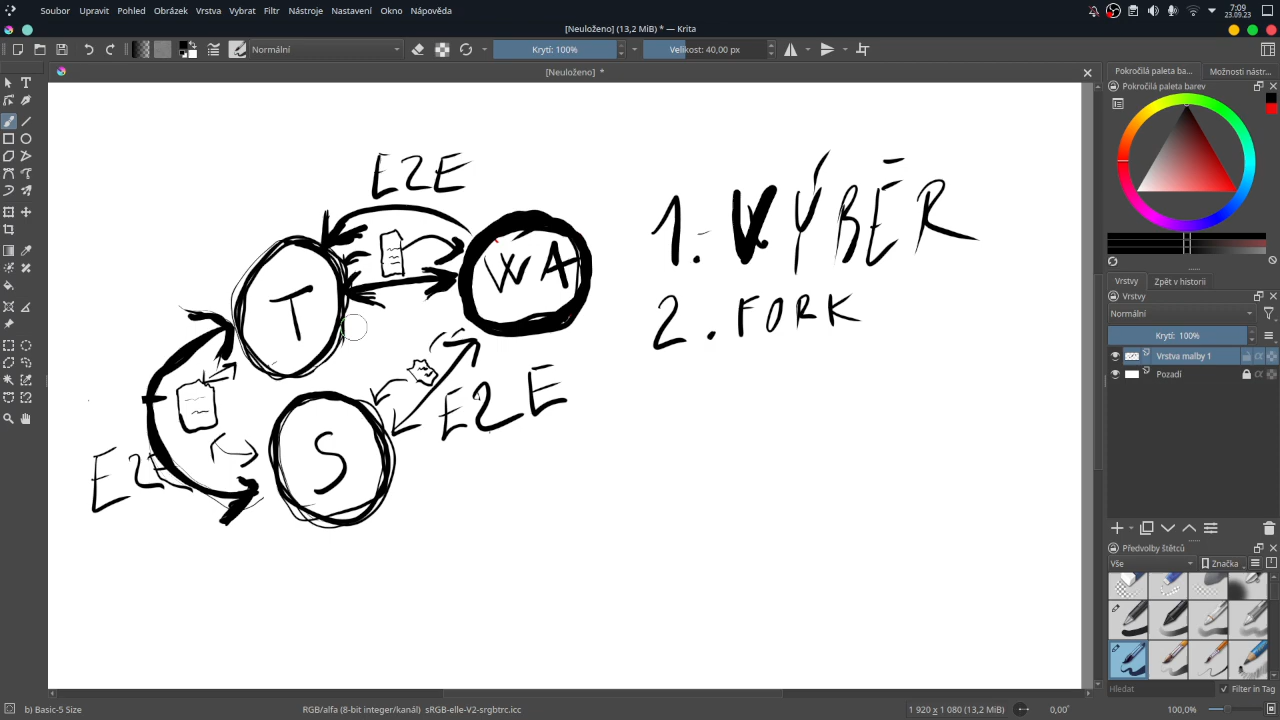 Soubor Úpravy Pohled Obrázek Vrstva Vybrat Filtr Nástroje Nastavení Okno Nápověda
7:09
23.09.23
[Neuloženo] (13,2 MiB) * — Krita
Normální
Krytí: 100%
Velikost: 40,00 px
[Neuloženo] *
E2E
WA
T
S
E2E
E2E
1. VÝBĚR
2. FORK
Pokročilá paleta ba...
Možnosti nástr...
Pokročilá paleta barev
Vrstvy
Zpět v historii
Vrstvy
Normální
Krytí: 100%
Vrstva malby 1
Pozadí
Předvolby štětců
Vše
Značka
Hledat
Filter in Tag
b) Basic-5 Size
RGB/alfa (8-bit integer/kanál) sRGB-elle-V2-srgbtrc.icc
1 920 x 1 080 (13,2 MiB)
0,00°
100,0%